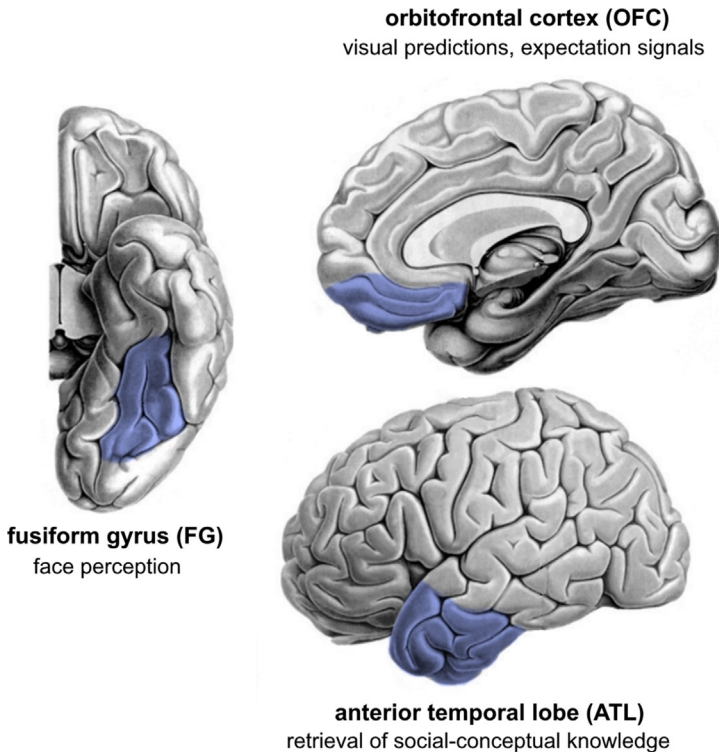 orbitofrontal cortex (OFC)
visual predictions, expectation signals
fusiform gyrus (FG)
face perception
anterior temporal lobe (ATL)
retrieval of social-conceptual knowledge